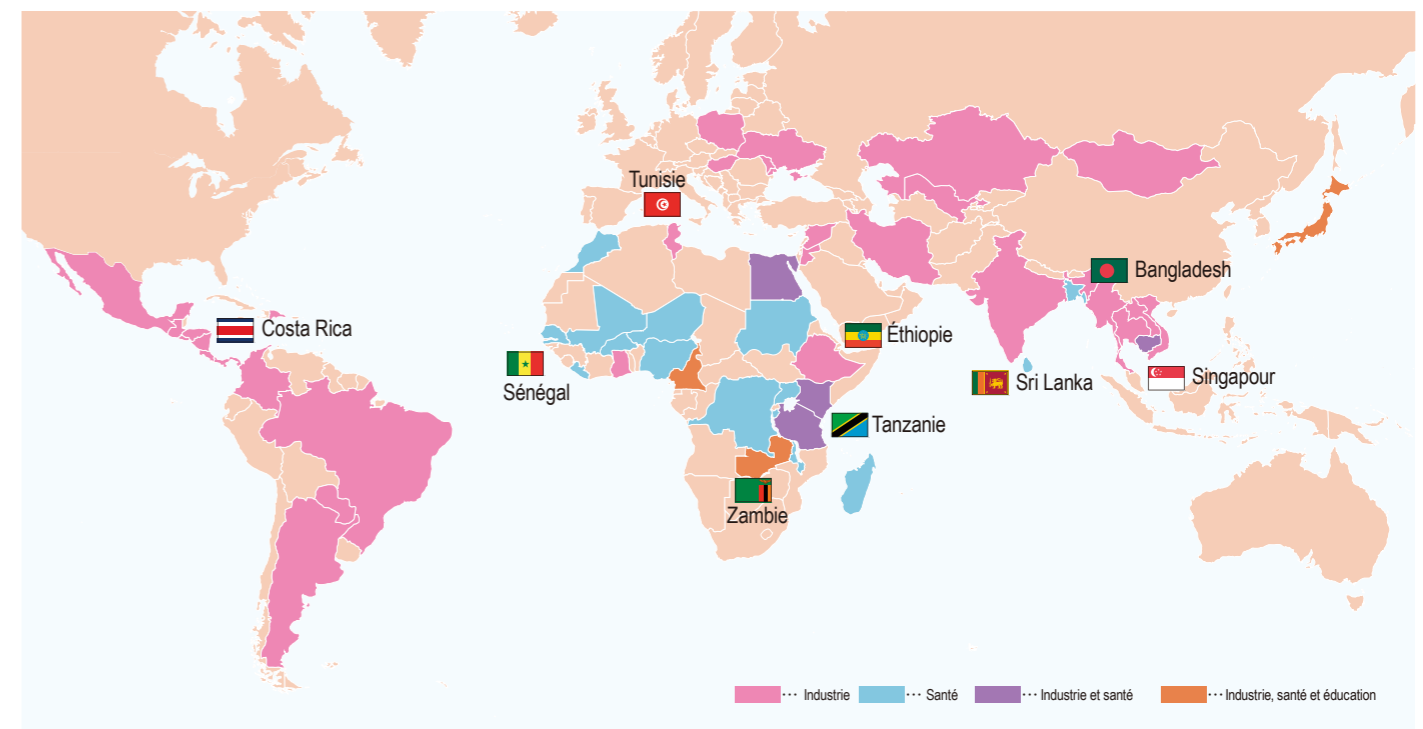 Tunisie
Bangladesh
Costa Rica
Éthiopie
Sénégal
Sri Lanka
Singapour
Tanzanie
Zambie
··· Industrie
··· Santé
··· Industrie et santé
··· Industrie, santé et éducation